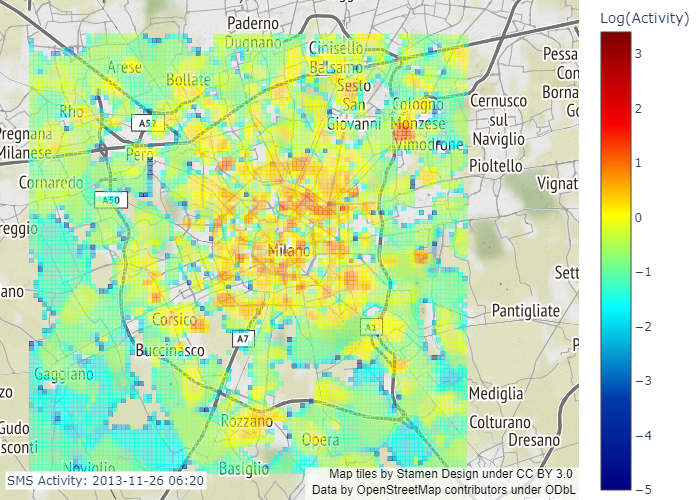 Log(Activity)
3
2
1
0
−1
−2
−3
−4
−5
Paderno
Dugnano
Cinisello
Balsamo
Arese
Bollate
Sesto
San
Giovanni
Cologno
Monzese
Vimodrone
Cernusco
sul
Naviglio
Pioltello
Pessa
Con
Borna
Go
Rho
A52
Pregnana
Milanese
Pero
Cornaredo
A50
Vignat
reggio
Milano
ano
Sett
Pantigliate
Corsico
A1
A7
Buccinasco
P
Gaggiano
zo
Mediglia
Rozzano
Colturano
Gudo
sconti
Opera
Dresano
Noviglio
Basiglio
SMS Activity: 2013-11-26 06:20
Map tiles by Stamen Design under CC BY 3.0
Data by OpenStreetMap contributors under ODbL